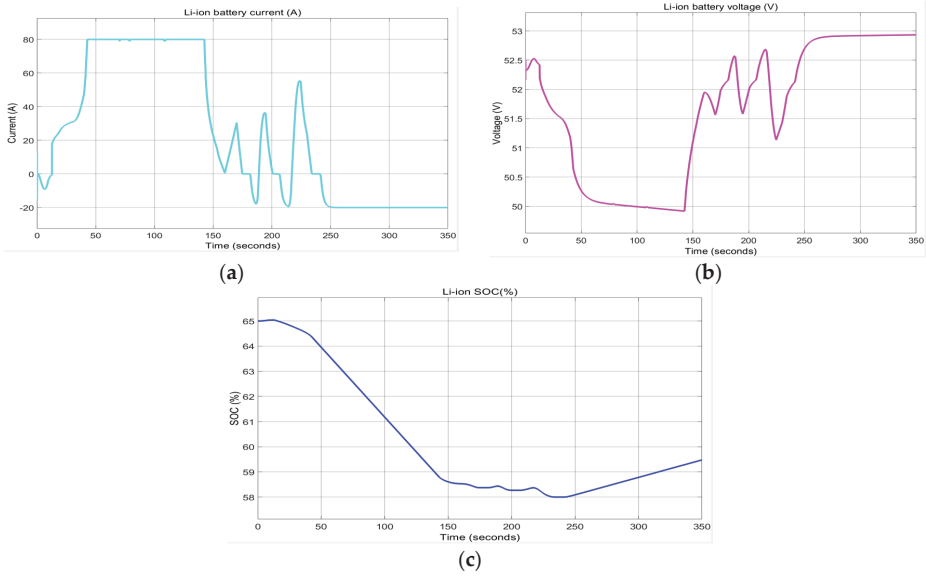 Li-ion battery current (A)
80
60
40
20
0
-20
Current (A)
0 50 100 150 200 250 300 350
Time (seconds)
(a)
Li-ion battery voltage (V)
53
52.5
52
51.5
51
50.5
50
Voltage (V)
0 50 100 150 200 250 300 350
Time (seconds)
(b)
Li-ion SOC(%)
65
64
63
62
61
60
59
58
SOC (%)
0 50 100 150 200 250 300 350
Time (seconds)
(c)